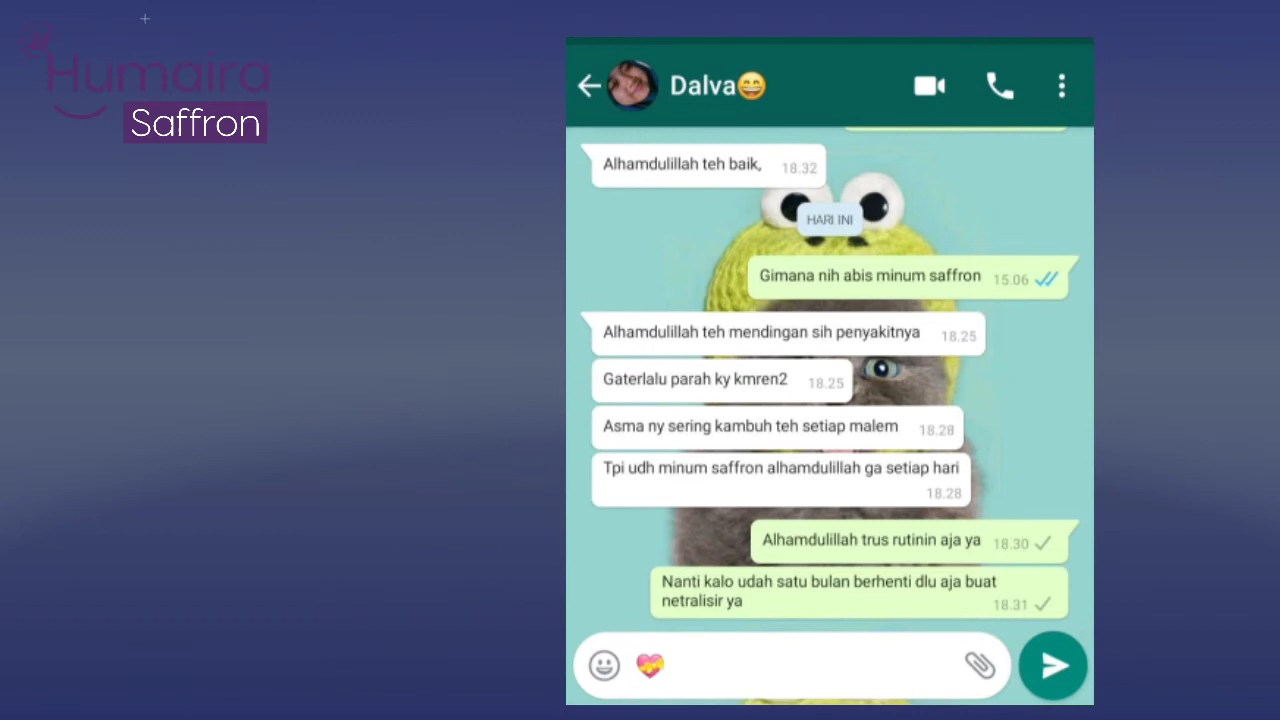 Humaira
Saffron
Dalva😄
Alhamdulillah teh baik, 18.32
HARI INI
Gimana nih abis minum saffron 15.06
Alhamdulillah teh mendingan sih penyakitnya 18.25
Gaterlalu parah ky kmren2 18.25
Asma ny sering kambuh teh setiap malem 18.28
Tpi udh minum saffron alhamdulillah ga setiap hari
18.28
Alhamdulillah trus rutinin aja ya 18.30
Nanti kalo udah satu bulan berhenti dlu aja buat
netralisir ya 18.31
💝